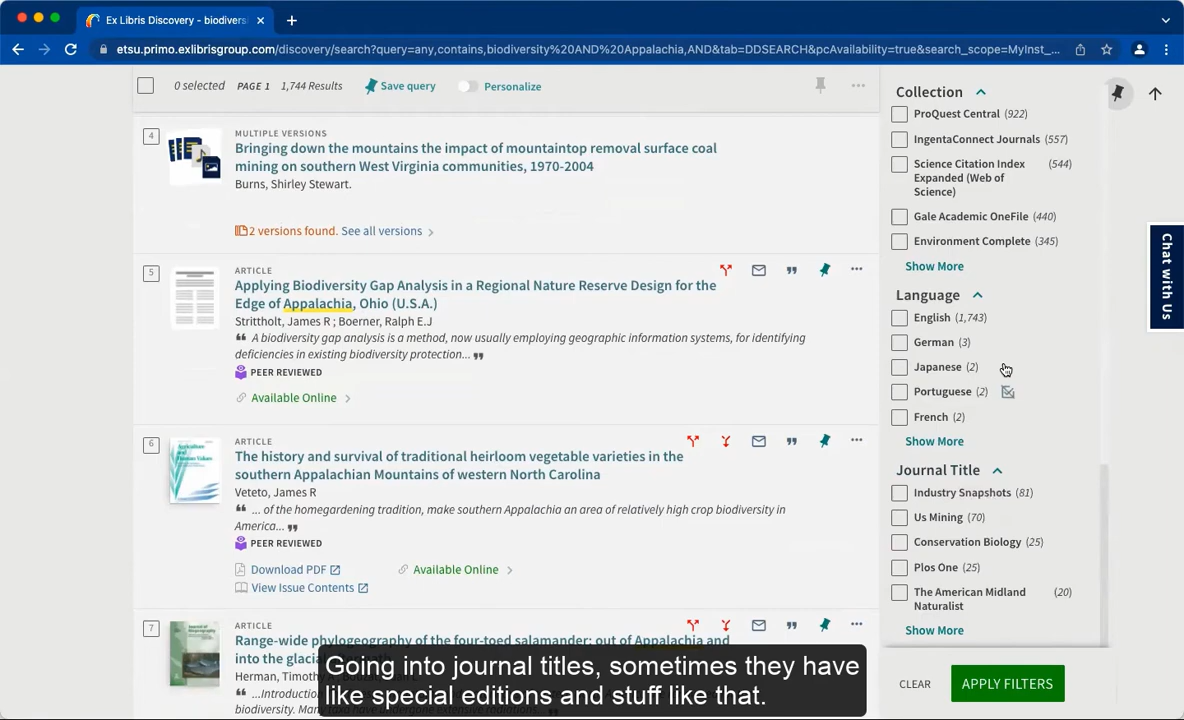 Ex Libris Discovery - biodivers
etsu.primo.exlibrisgroup.com/discovery/search?query=any,contains,biodiversity%20AND%20Appalachia,AND&tab=DDSEARCH&pcAvailability=true&search_scope=MyInst_...
0 selected PAGE 1 1,744 Results Save query Personalize
4
MULTIPLE VERSIONS
Bringing down the mountains the impact of mountaintop removal surface coal
mining on southern West Virginia communities, 1970-2004
Burns, Shirley Stewart.
2 versions found. See all versions
5
ARTICLE
Applying Biodiversity Gap Analysis in a Regional Nature Reserve Design for the
Edge of Appalachia, Ohio (U.S.A.)
Strittholt, James R ; Boerner, Ralph E.J
A biodiversity gap analysis is a method, now usually employing geographic information systems, for identifying
deficiencies in existing biodiversity protection...
PEER REVIEWED
Available Online
6
ARTICLE
The history and survival of traditional heirloom vegetable varieties in the
southern Appalachian Mountains of western North Carolina
Veteto, James R
... of the homegardening tradition, make southern Appalachia an area of relatively high crop biodiversity in
America...
PEER REVIEWED
Download PDF Available Online
View Issue Contents
7
ARTICLE
Range-wide phylogeography of the four-toed salamander: out of Appalachia and
into the glacial
Herman, Timothy
...Introduction
biodiversity. Many
Collection
ProQuest Central (922)
IngentaConnect Journals (557)
Science Citation Index (544)
Expanded (Web of
Science)
Gale Academic OneFile (440)
Environment Complete (345)
Show More
Language
English (1,743)
German (3)
Japanese (2)
Portuguese (2)
French (2)
Show More
Journal Title
Industry Snapshots (81)
Us Mining (70)
Conservation Biology (25)
Plos One (25)
The American Midland (20)
Naturalist
Show More
CLEAR APPLY FILTERS
Chat with Us
Going into journal titles, sometimes they have
like special editions and stuff like that.